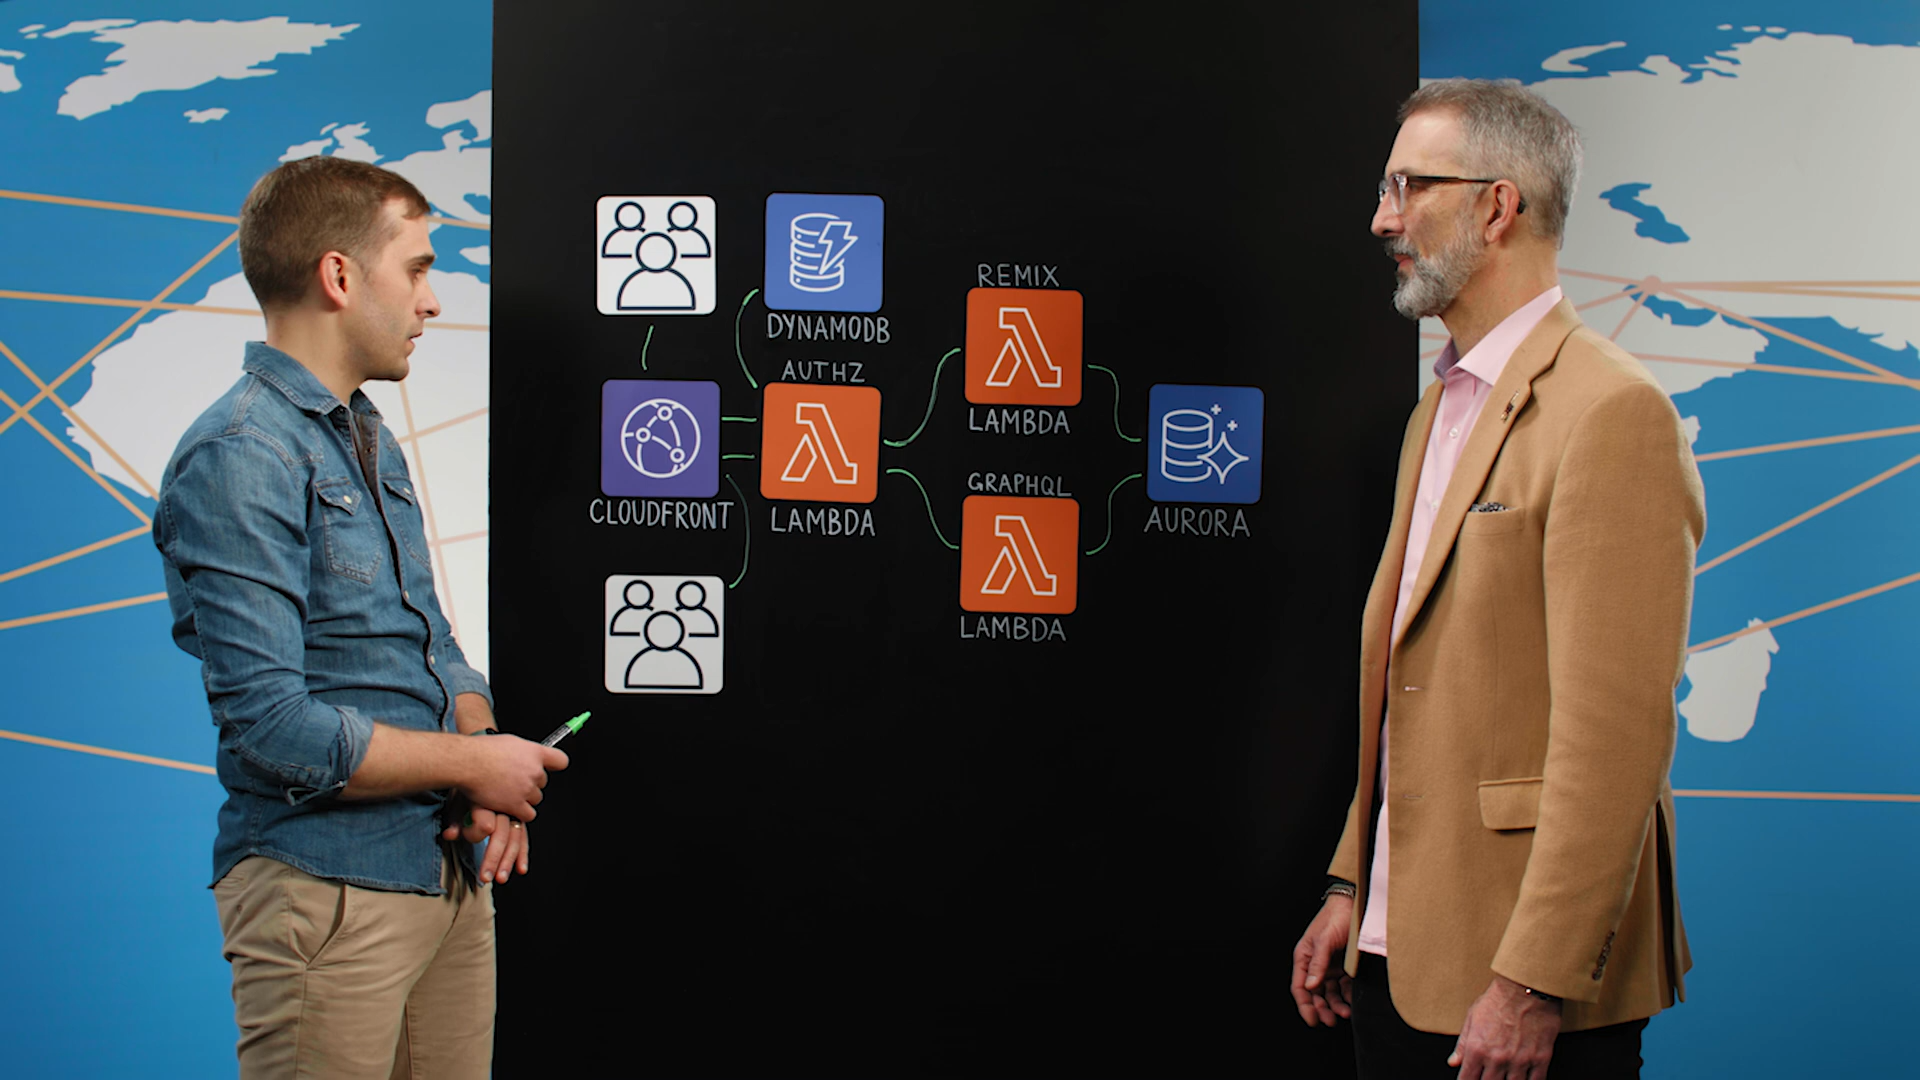 DYNAMODB
AUTHZ
LAMBDA
CLOUDFRONT
REMIX
LAMBDA
GRAPHQL
LAMBDA
AURORA